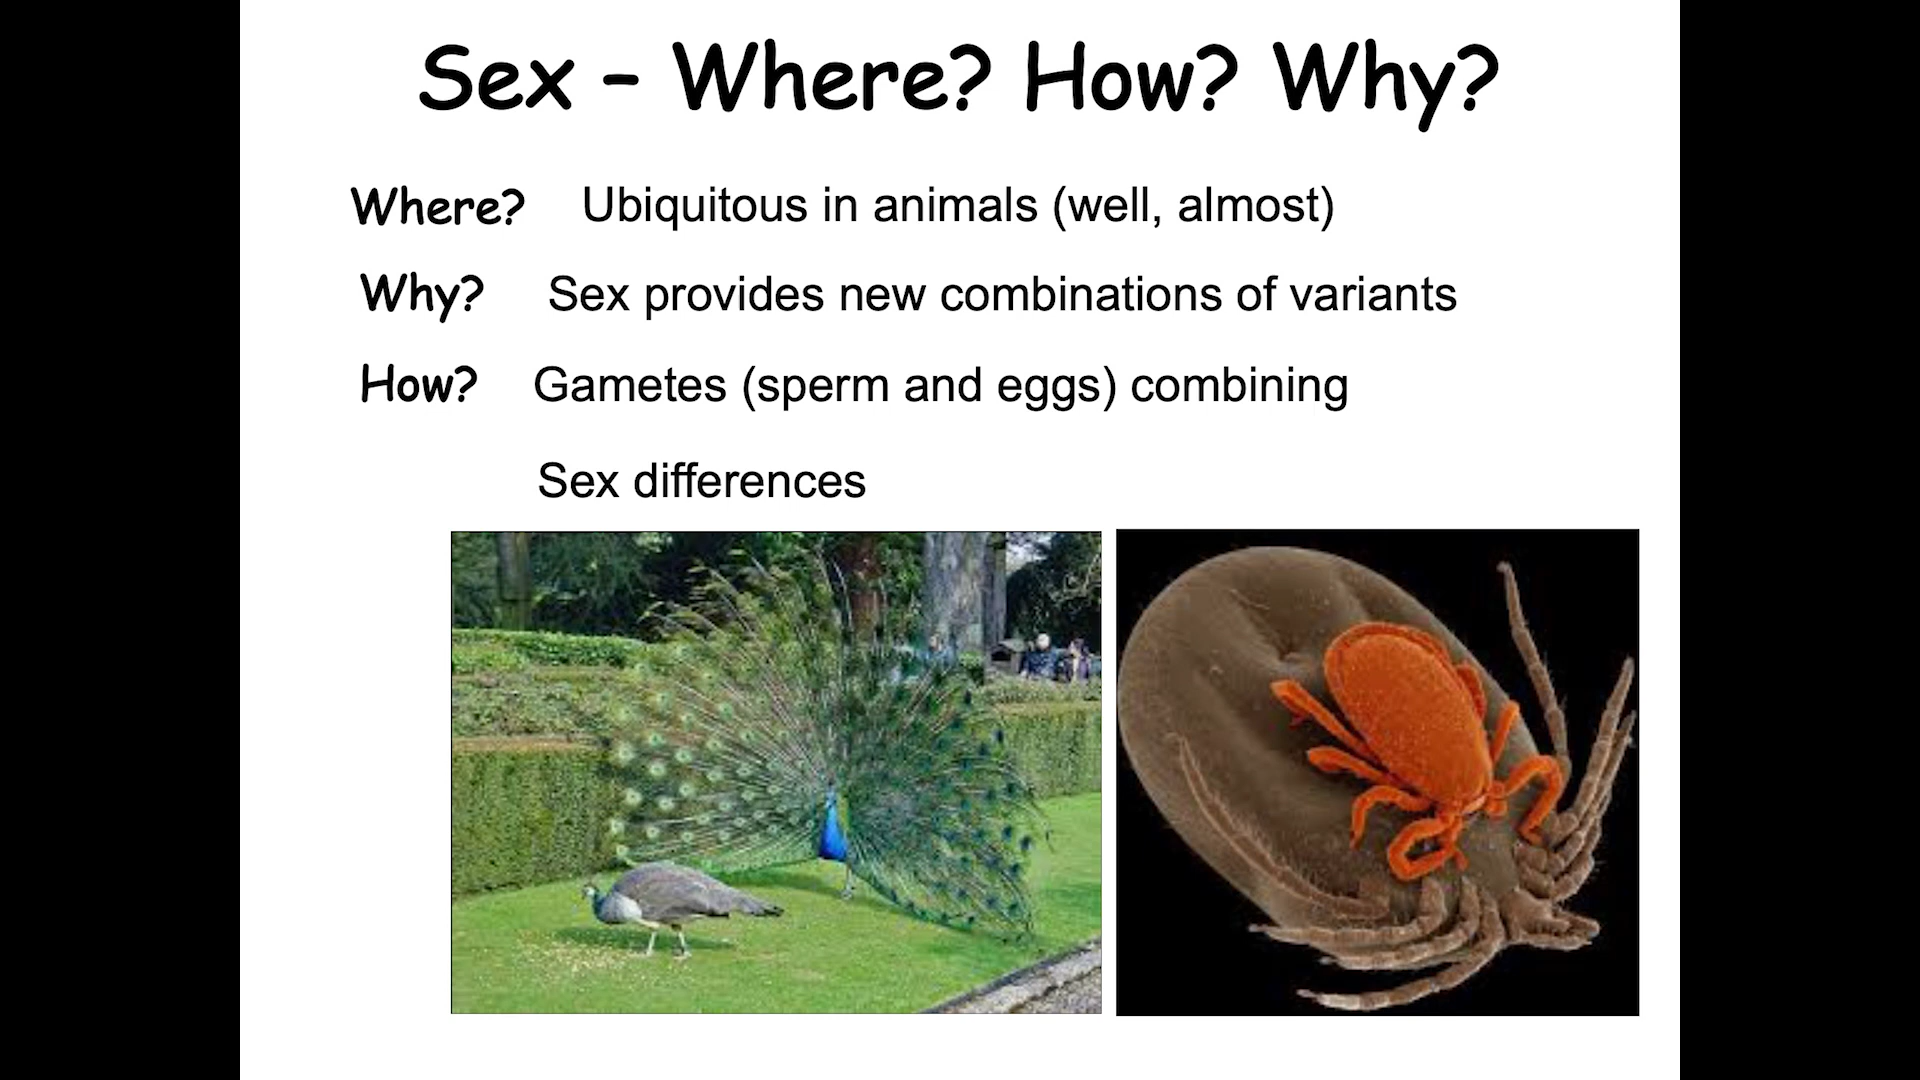 Sex – Where? How? Why?
Where? Ubiquitous in animals (well, almost)
Why? Sex provides new combinations of variants
How? Gametes (sperm and eggs) combining
Sex differences